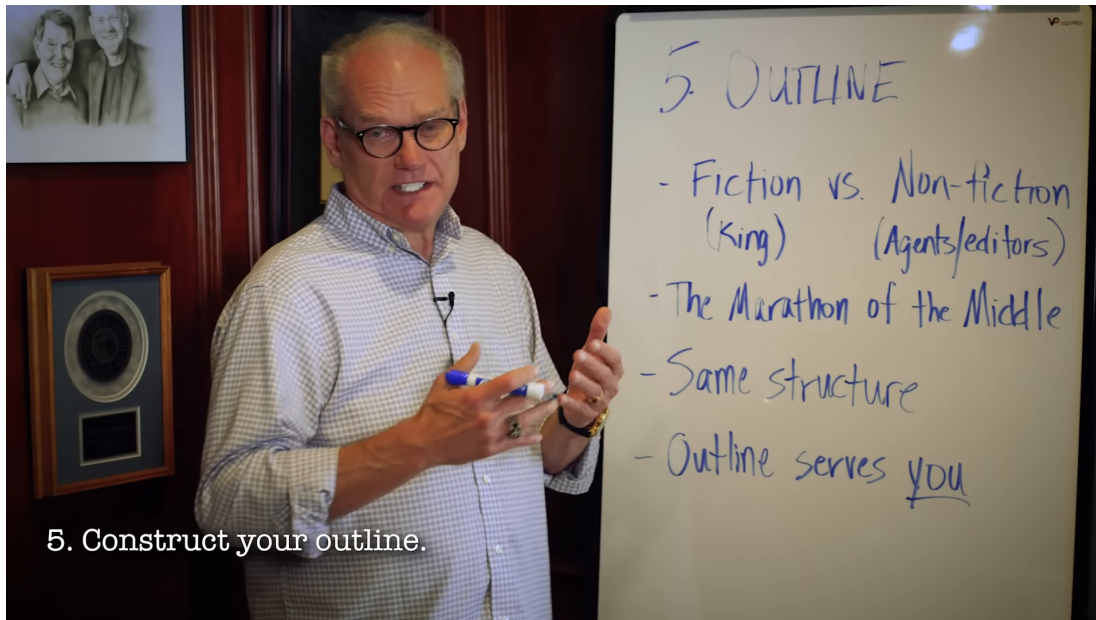 5. OUTLINE
- Fiction vs. Non-fiction
(King) (Agents/editors)
- The Marathon of the Middle
- Same structure
- Outline serves you
5. Construct your outline.